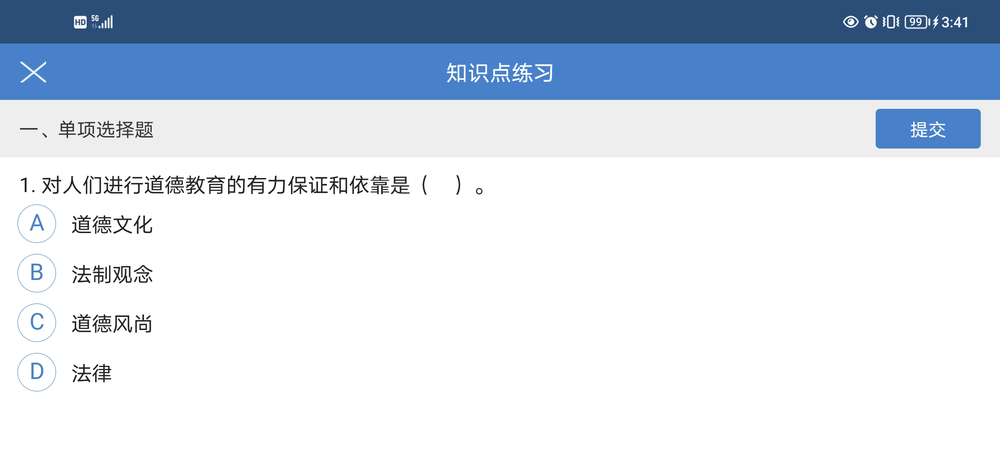 HD 5G 99 3:41
知识点练习
一、单项选择题
提交
1. 对人们进行道德教育的有力保证和依靠是（　）。
A 道德文化
B 法制观念
C 道德风尚
D 法律